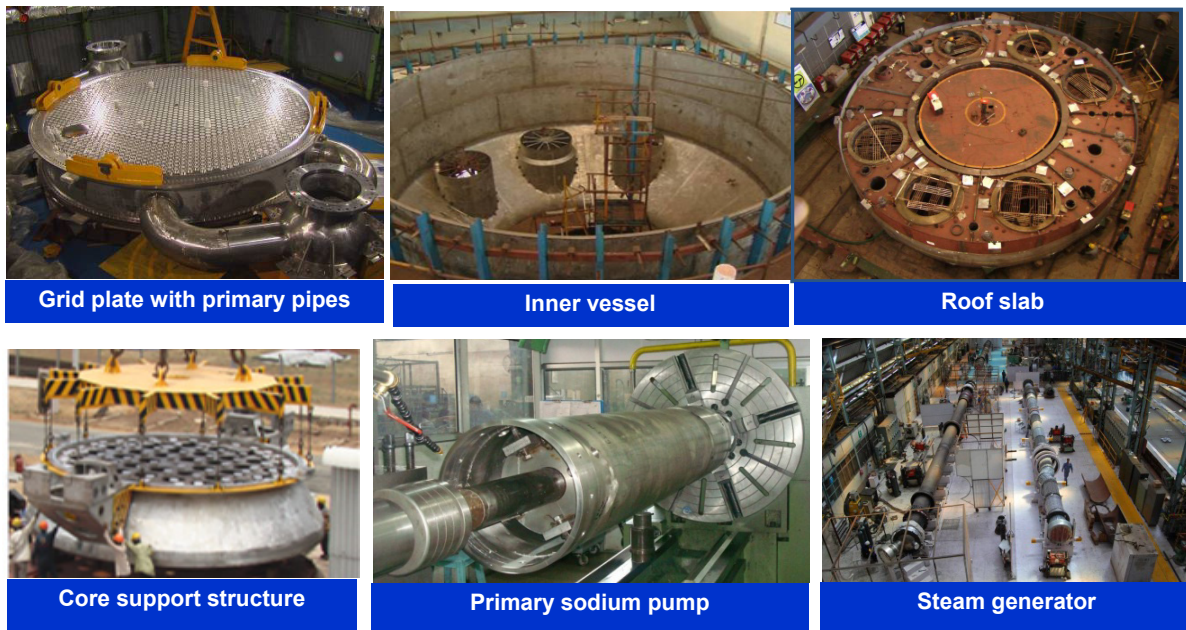 Grid plate with primary pipes
Inner vessel
Roof slab
Core support structure
Primary sodium pump
Steam generator